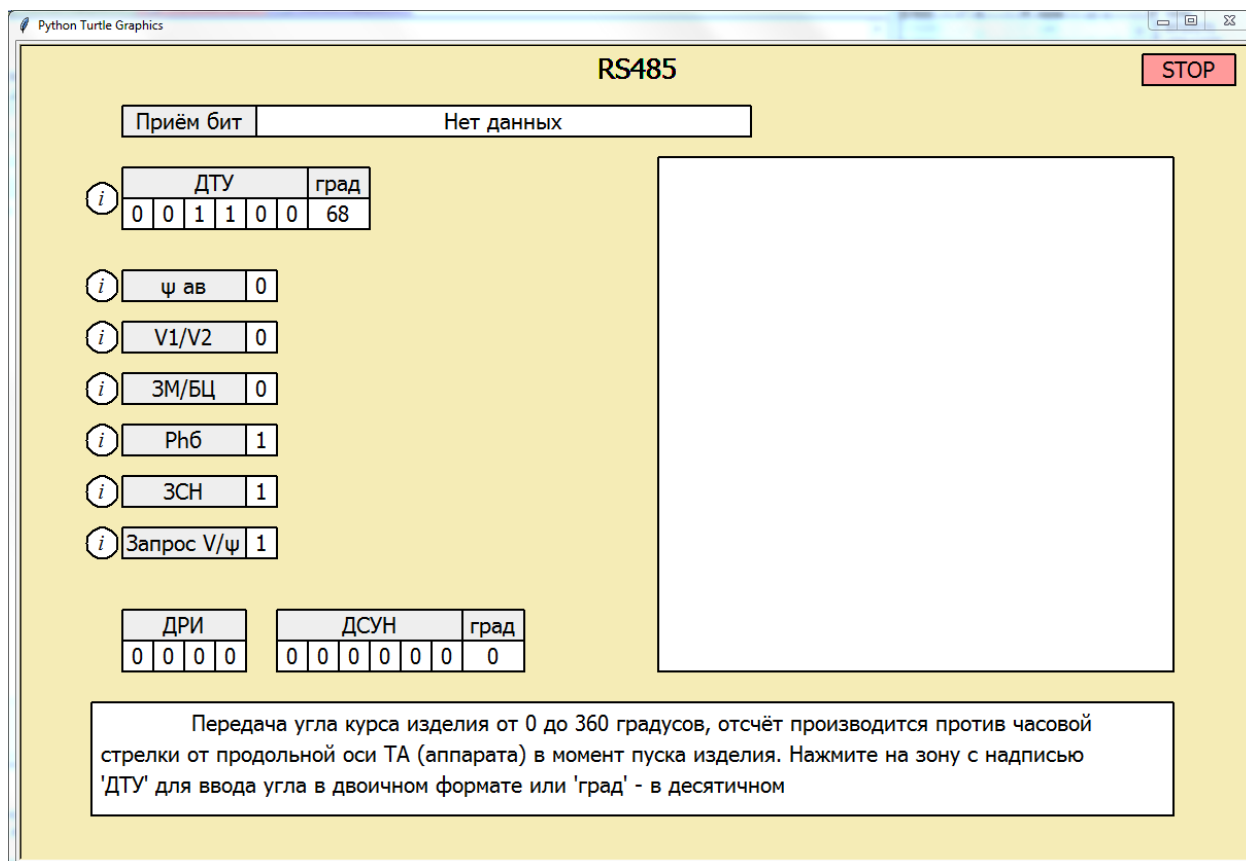 Python Turtle Graphics
RS485
STOP
Приём бит Нет данных
i ДТУ град
0 0 1 1 0 0 68
i ψ ав 0
i V1/V2 0
i ЗМ/БЦ 0
i Phб 1
i ЗСН 1
i Запрос V/ψ 1
ДРИ ДСУН град
0 0 0 0 0 0 0 0 0 0 0
Передача угла курса изделия от 0 до 360 градусов, отсчёт производится против часовой
стрелки от продольной оси ТА (аппарата) в момент пуска изделия. Нажмите на зону с надписью
'ДТУ' для ввода угла в двоичном формате или 'град' - в десятичном